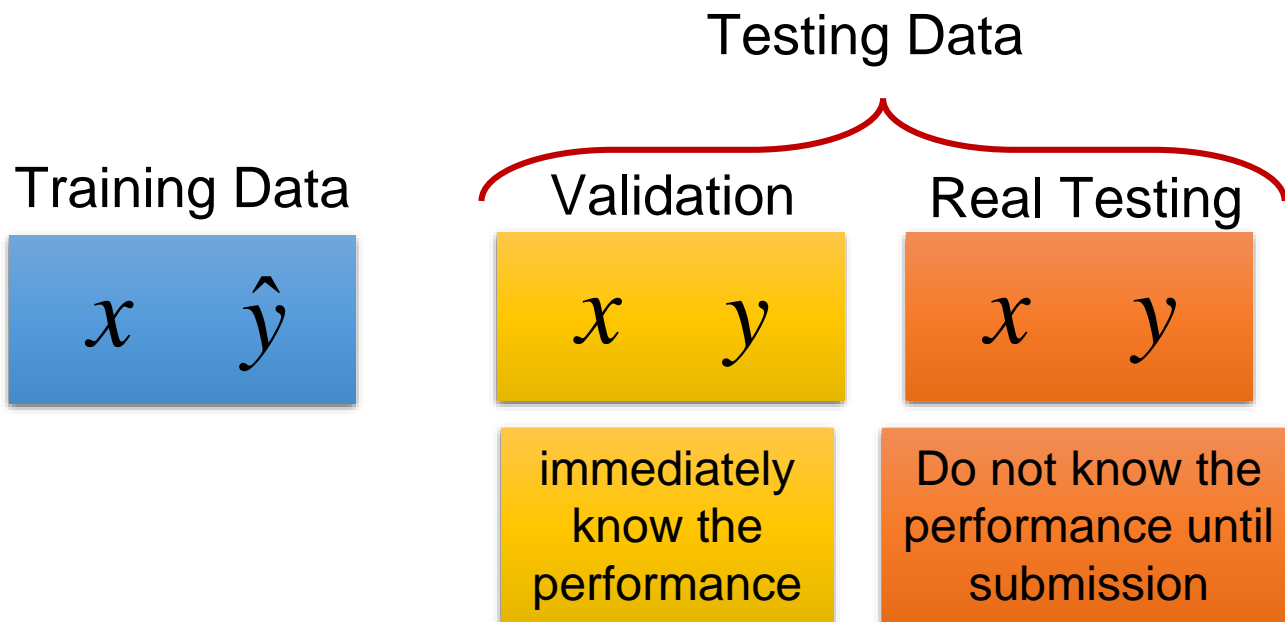 Testing Data
Training Data
Validation
Real Testing
x ŷ
x y
x y
immediately
know the
performance
Do not know the
performance until
submission